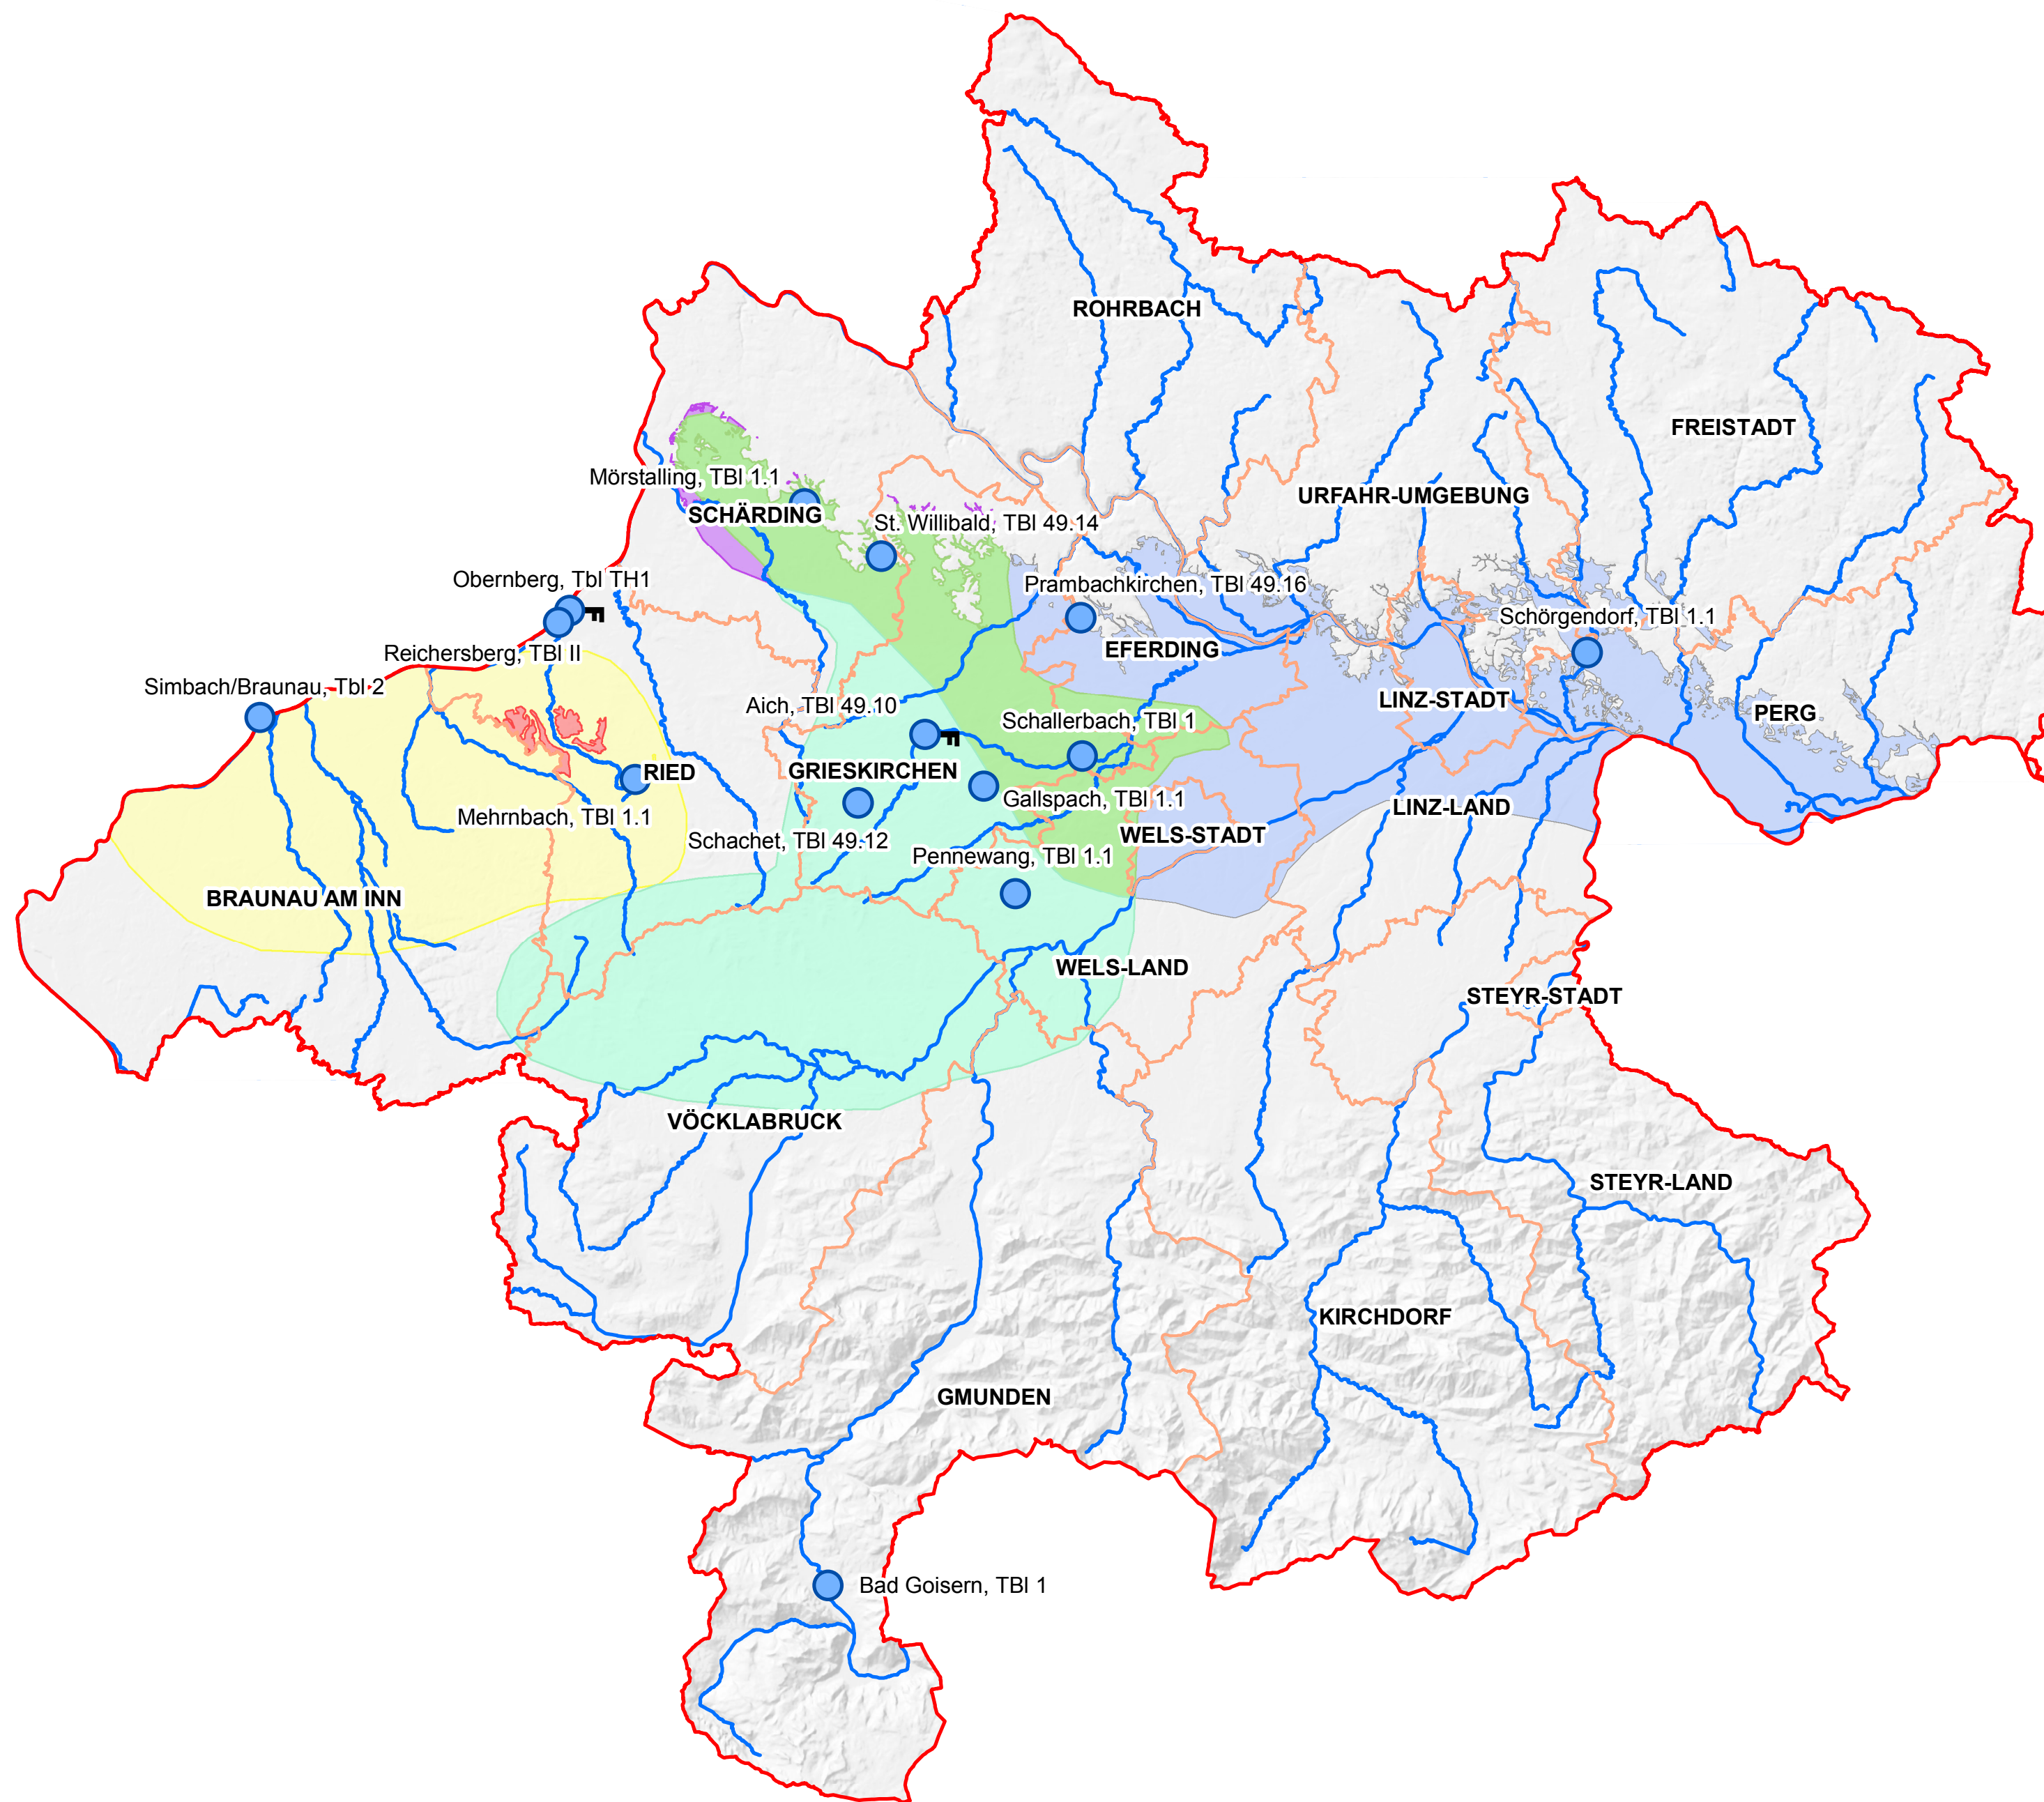 ROHRBACH
FREISTADT
Mörstalling, TBl 1.1
URFAHR-UMGEBUNG
SCHÄRDING
St. Willibald, TBl 49.14
Obernberg, Tbl TH1
F
Prambachkirchen, TBl 49.16
Schörgendorf, TBl 1.1
Reichersberg, TBl II
EFERDING
Simbach/Braunau, Tbl 2
LINZ-STADT
Aich, TBl 49.10
F
Schallerbach, TBl 1
PERG
RIED
GRIESKIRCHEN
Gallspach, TBl 1.1
LINZ-LAND
Mehrnbach, TBl 1.1
WELS-STADT
Schachet, TBl 49.12
Pennewang, TBl 1.1
BRAUNAU AM INN
WELS-LAND
STEYR-STADT
VÖCKLABRUCK
STEYR-LAND
KIRCHDORF
GMUNDEN
Bad Goisern, TBl 1